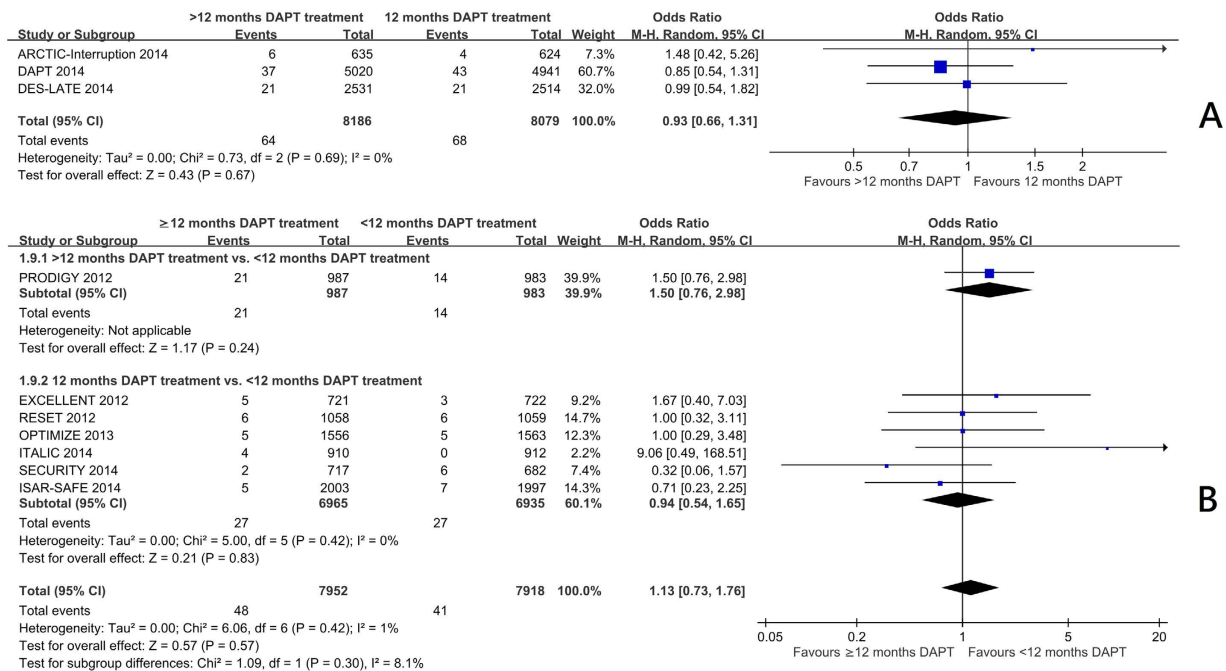 >12 months DAPT treatment 12 months DAPT treatment Odds Ratio Odds Ratio
Study or Subgroup Events Total Events Total Weight M-H, Random, 95% CI M-H, Random, 95% CI
ARCTIC-Interruption 2014 6 635 4 624 7.3% 1.48 [0.42, 5.26]
DAPT 2014 37 5020 43 4941 60.7% 0.85 [0.54, 1.31]
DES-LATE 2014 21 2531 21 2514 32.0% 0.99 [0.54, 1.82]
Total (95% CI) 8186 8079 100.0% 0.93 [0.66, 1.31]
A
Total events 64 68
Heterogeneity: Tau² = 0.00; Chi² = 0.73, df = 2 (P = 0.69); I² = 0%
Test for overall effect: Z = 0.43 (P = 0.67)
0.5 0.7 1 1.5 2
Favours >12 months DAPT Favours 12 months DAPT
≥12 months DAPT treatment <12 months DAPT treatment Odds Ratio Odds Ratio
Study or Subgroup Events Total Events Total Weight M-H, Random, 95% CI M-H, Random, 95% CI
1.9.1 >12 months DAPT treatment vs. <12 months DAPT treatment
PRODIGY 2012 21 987 14 983 39.9% 1.50 [0.76, 2.98]
Subtotal (95% CI) 987 983 39.9% 1.50 [0.76, 2.98]
Total events 21 14
Heterogeneity: Not applicable
Test for overall effect: Z = 1.17 (P = 0.24)
1.9.2 12 months DAPT treatment vs. <12 months DAPT treatment
EXCELLENT 2012 5 721 3 722 9.2% 1.67 [0.40, 7.03]
RESET 2012 6 1058 6 1059 14.7% 1.00 [0.32, 3.11]
OPTIMIZE 2013 5 1556 5 1563 12.3% 1.00 [0.29, 3.48]
ITALIC 2014 4 910 0 912 2.2% 9.06 [0.49, 168.51]
SECURITY 2014 2 717 6 682 7.4% 0.32 [0.06, 1.57]
ISAR-SAFE 2014 5 2003 7 1997 14.3% 0.71 [0.23, 2.25]
Subtotal (95% CI) 6965 6935 60.1% 0.94 [0.54, 1.65]
B
Total events 27 27
Heterogeneity: Tau² = 0.00; Chi² = 5.00, df = 5 (P = 0.42); I² = 0%
Test for overall effect: Z = 0.21 (P = 0.83)
Total (95% CI) 7952 7918 100.0% 1.13 [0.73, 1.76]
Total events 48 41
Heterogeneity: Tau² = 0.00; Chi² = 6.06, df = 6 (P = 0.42); I² = 1%
Test for overall effect: Z = 0.57 (P = 0.57)
Test for subgroup differences: Chi² = 1.09, df = 1 (P = 0.30), I² = 8.1%
0.05 0.2 1 5 20
Favours ≥12 months DAPT Favours <12 months DAPT